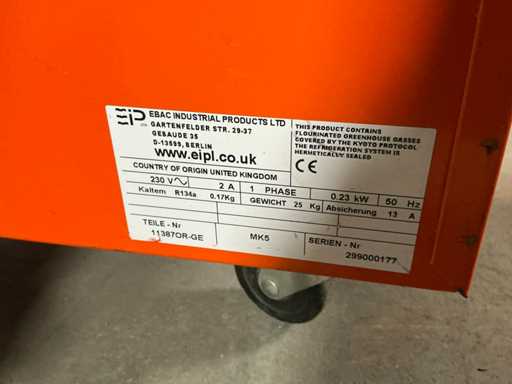 EIP EBAC INDUSTRIAL PRODUCTS LTD
GARTENFELDER STR. 29-37
GEBAUDE 35
D-13599, BERLIN
www.eipl.co.uk
THIS PRODUCT CONTAINS
FLOURINATED GREENHOUSE GASSES
COVERED BY THE KYOTO PROTOCOL
THE REFRIGERATION SYSTEM IS
HERMETICALLY SEALED
CE
COUNTRY OF ORIGIN UNITED KINGDOM
230 V 2 A 1 PHASE 0.23 kW 50 Hz
Kaltem R134a 0.17Kg GEWICHT 25 Kg Absicherung 13 A
TEILE - Nr MK5 SERIEN - Nr
11387OR-GE 299000177